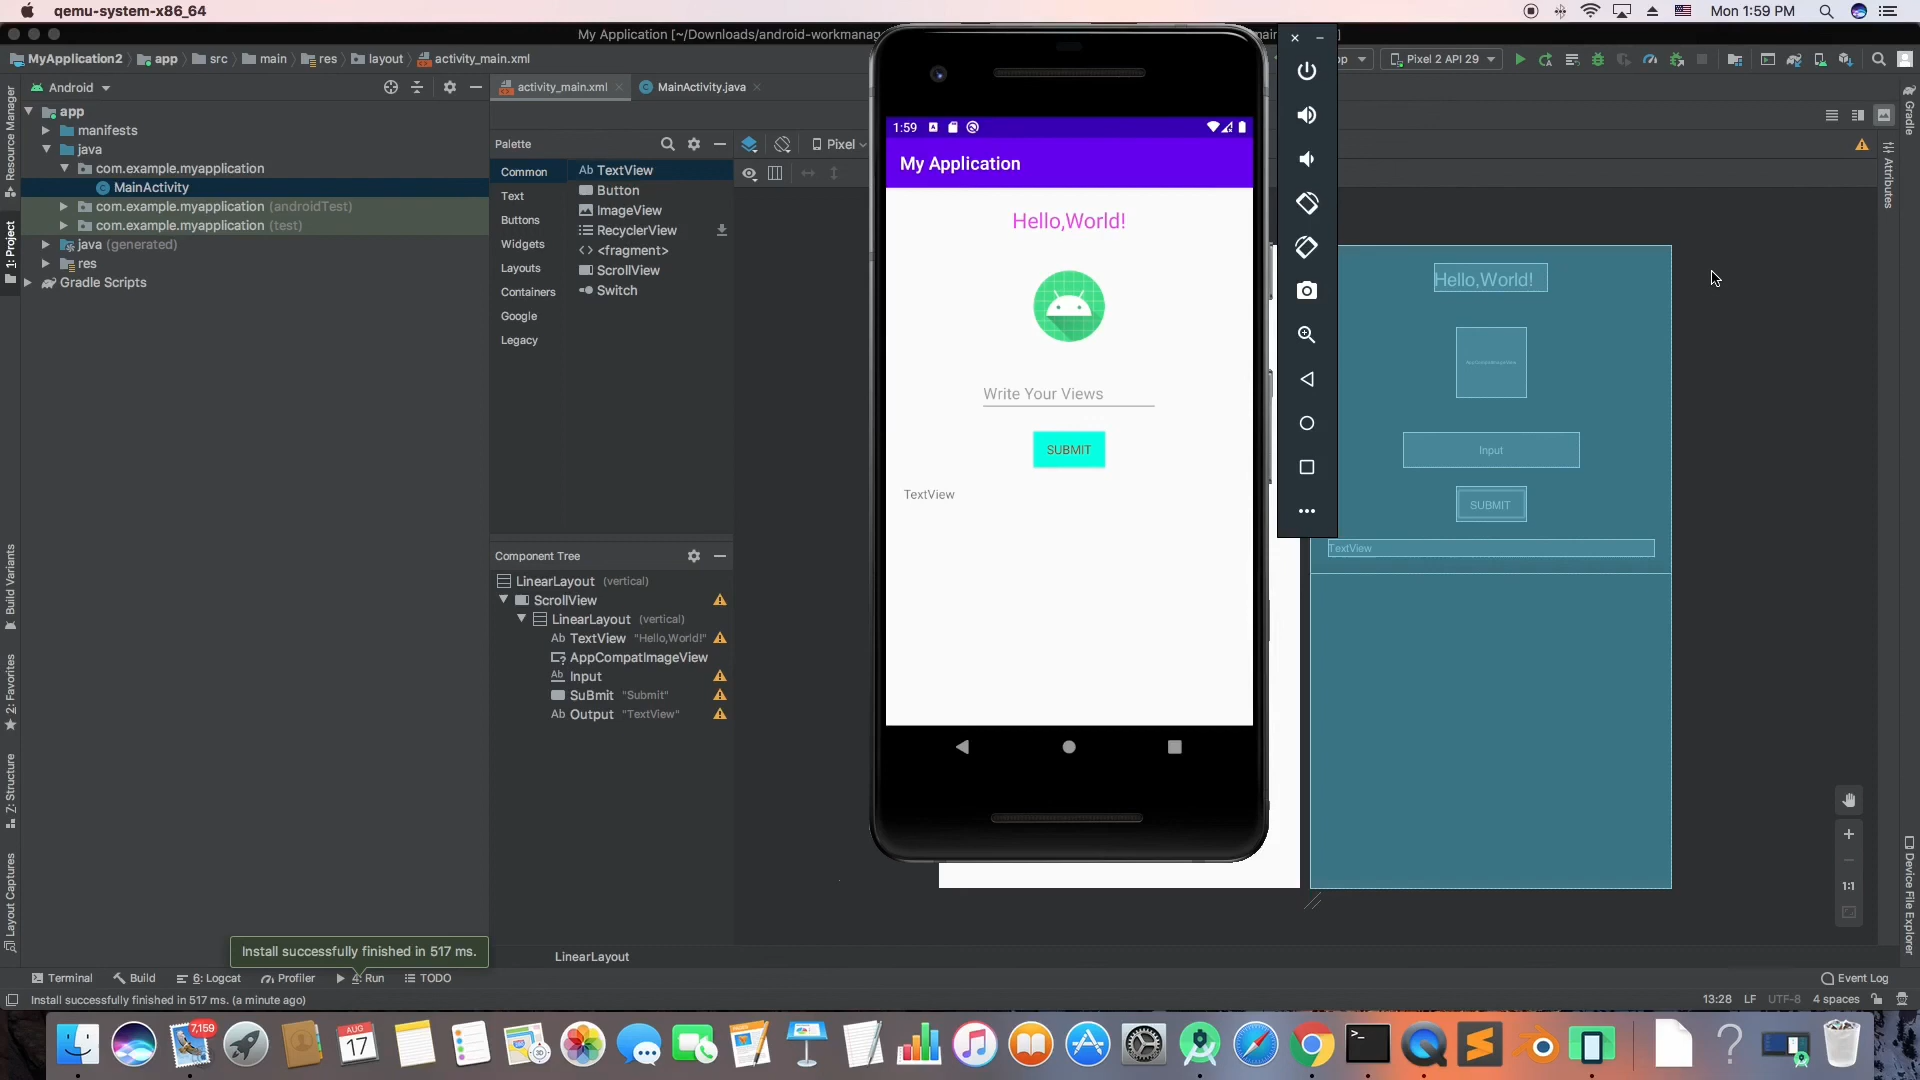 qemu-system-x86_64
Mon 1:59 PM
My Application [~/Downloads/android-workmanag
MyApplication2
app
src
main
res
layout
activity_main.xml
Pixel 2 API 29
Android
activity_main.xml
MainActivity.java
app
manifests
java
com.example.myapplication
MainActivity
com.example.myapplication (androidTest)
com.example.myapplication (test)
java (generated)
res
Gradle Scripts
Resource Manager
1: Project
Build Variants
2: Favorites
7: Structure
Layout Captures
Palette
Common
Text
Buttons
Widgets
Layouts
Containers
Google
Legacy
Ab TextView
Button
ImageView
RecyclerView
<> <fragment>
ScrollView
Switch
Pixel
Component Tree
LinearLayout (vertical)
ScrollView
LinearLayout (vertical)
Ab TextView "Hello,World!"
AppCompatImageView
Ab Input
SuBmit "Submit"
Ab Output "TextView"
1:59
My Application
Hello,World!
Write Your Views
SUBMIT
TextView
Hello,World!
Input
SUBMIT
TextView
Gradle
Attributes
1:1
Device File Explorer
LinearLayout
Install successfully finished in 517 ms.
Terminal
Build
6: Logcat
Profiler
4: Run
TODO
Event Log
Install successfully finished in 517 ms. (a minute ago)
13:28
LF
UTF-8
4 spaces
7,159
AUG
17